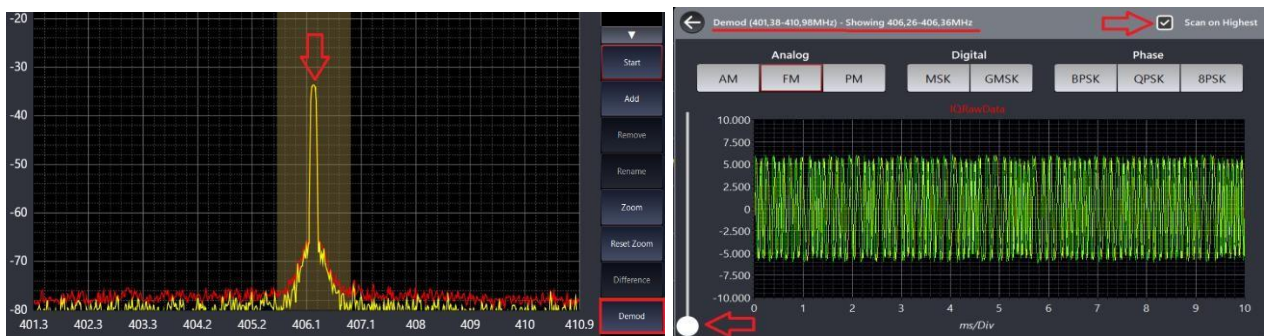 -20
-30
-40
-50
-60
-70
-80
401.3 402.3 403.3 404.2 405.2 406.1 407.1 408 409 410 410.9
▼
Start
Add
Remove
Rename
Zoom
Reset Zoom
Difference
Demod
Demod (401,38-410,98MHz) - Showing 406,26-406,36MHz
Scan on Highest
Analog Digital Phase
AM FM PM MSK GMSK BPSK QPSK 8PSK
IQRawData
10.000
7.500
5.000
2.500
0
-2.500
-5.000
-7.500
-10.000
0 1 2 3 4 5 6 7 8 9 10
ms/Div